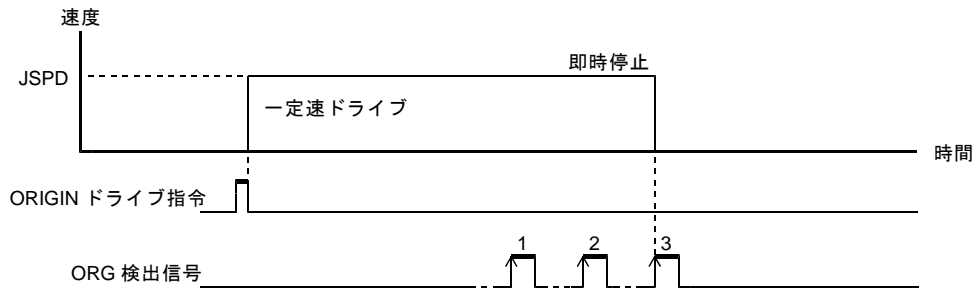 速度
JSPD
即時停止
一定速ドライブ
時間
ORIGIN ドライブ指令
1 2 3
ORG 検出信号